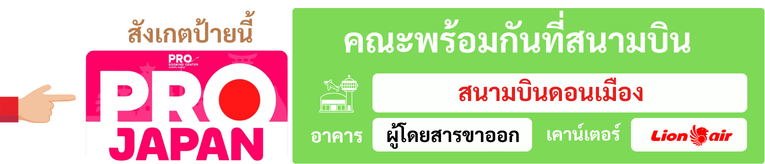 สังเกตป้ายนี้
PRO
BOOKING CENTER
PRO
JAPAN
คณะพร้อมกันที่สนามบิน
สนามบินดอนเมือง
อาคาร ผู้โดยสารขาออก เคาน์เตอร์ Lion air